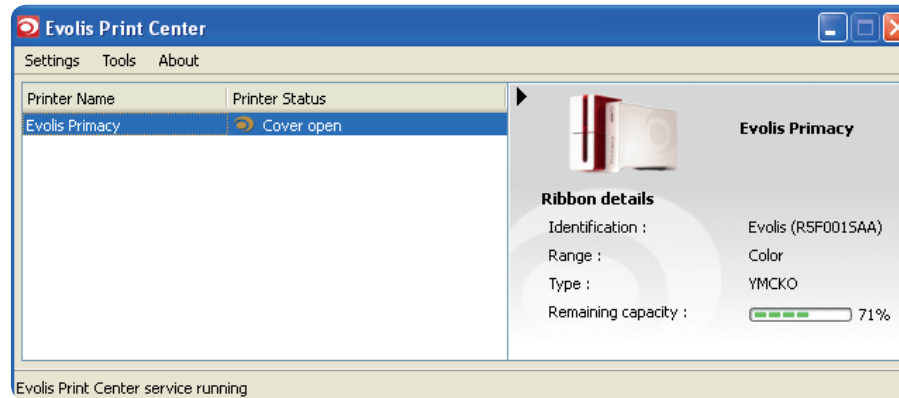 Evolis Print Center
Settings Tools About
Printer Name Printer Status
Evolis Primacy Cover open
Evolis Primacy
Ribbon details
Identification : Evolis (R5F001SAA)
Range : Color
Type : YMCKO
Remaining capacity : 71%
Evolis Print Center service running